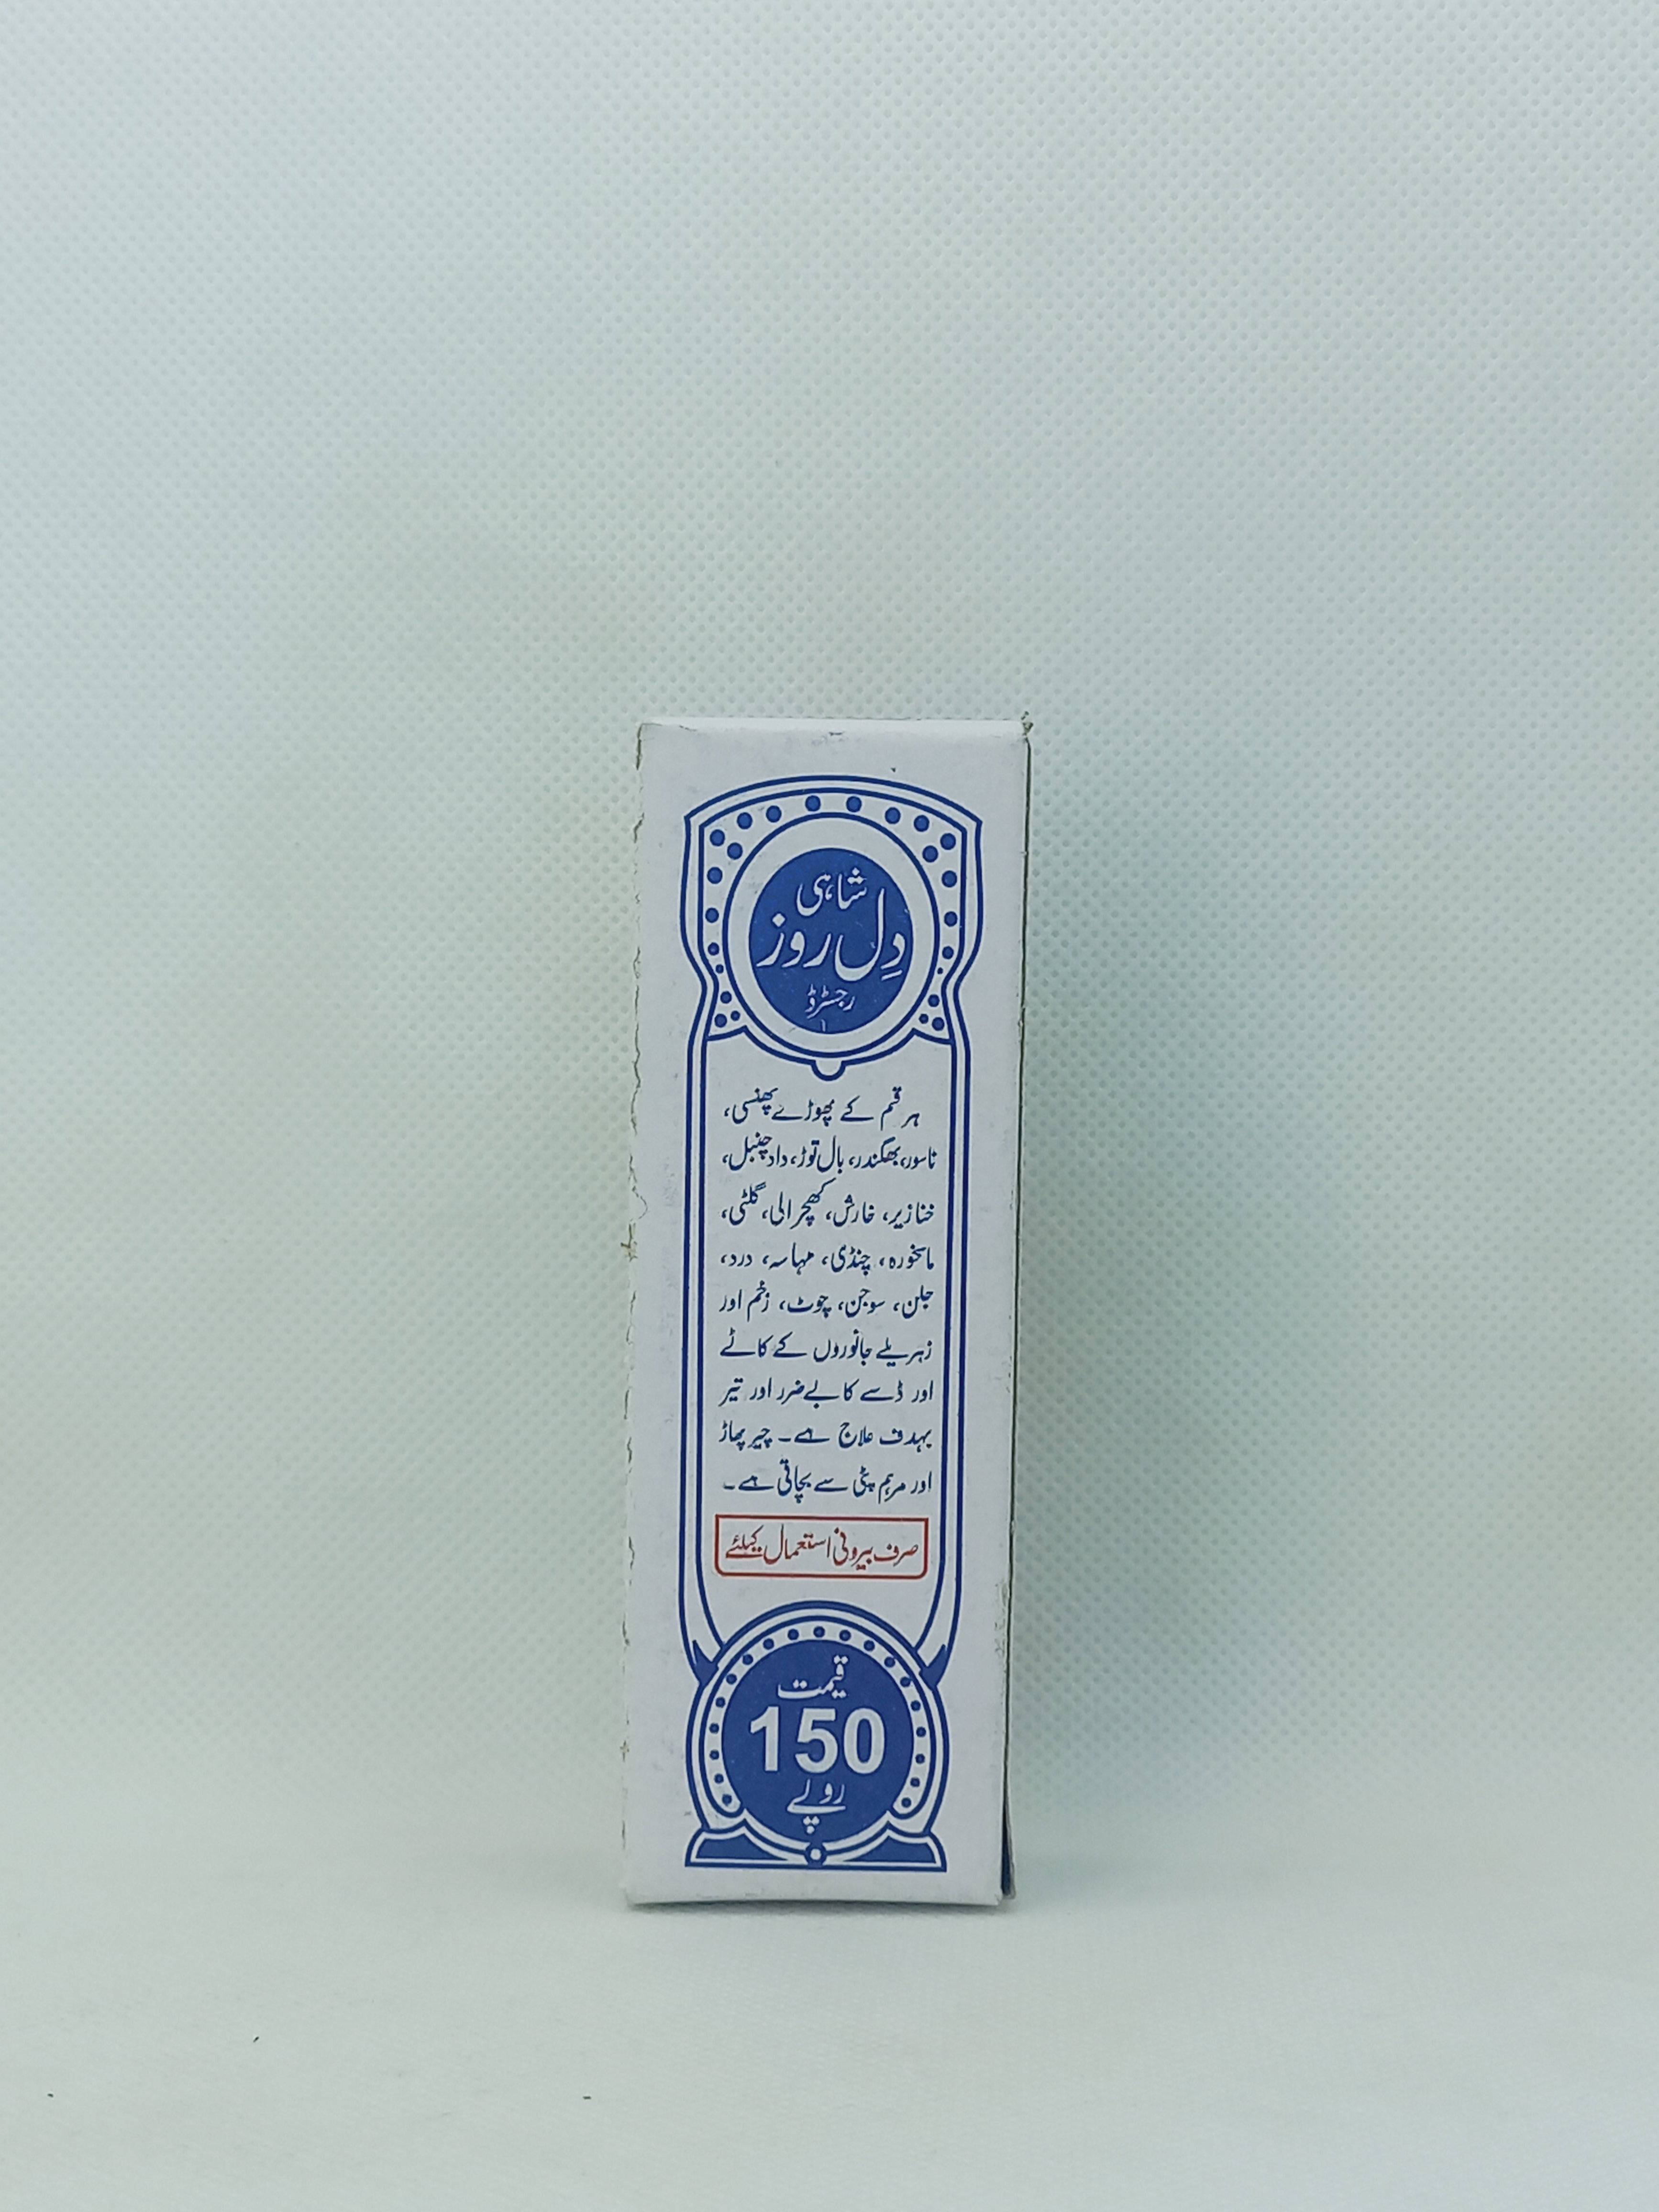 شاہی
دِل روز
رجسٹرڈ
ہر قسم کے پھوڑے پھنسی،
ناسور، بھگندر، بال توڑ، داد چنبل،
خنازیر، خارش، کھچرالی، گلٹی،
ماخورہ، چنڈی، مہاسہ، درد،
جلن، سوجن، چوٹ، زخم اور
زہریلے جانوروں کے کاٹے
اور ڈسے کا بے ضرر اور تیر
بہدف علاج ہے۔ چیر پھاڑ
اور مرہم پٹی سے بچاتی ہے۔
صرف بیرونی استعمال کیلئے
قیمت
150
روپے